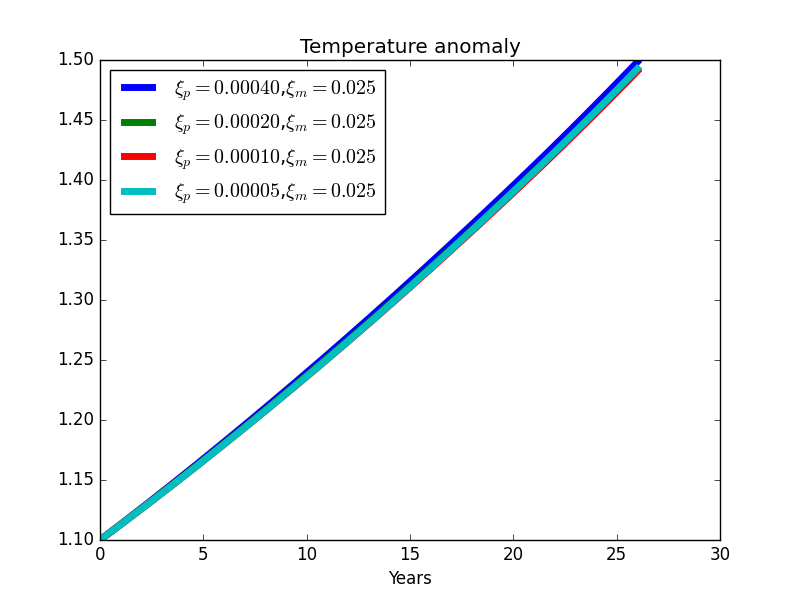 Temperature anomaly
1.50
1.45
1.40
1.35
1.30
1.25
1.20
1.15
1.10
ξp = 0.00040,ξm = 0.025
ξp = 0.00020,ξm = 0.025
ξp = 0.00010,ξm = 0.025
ξp = 0.00005,ξm = 0.025
0 5 10 15 20 25 30
Years